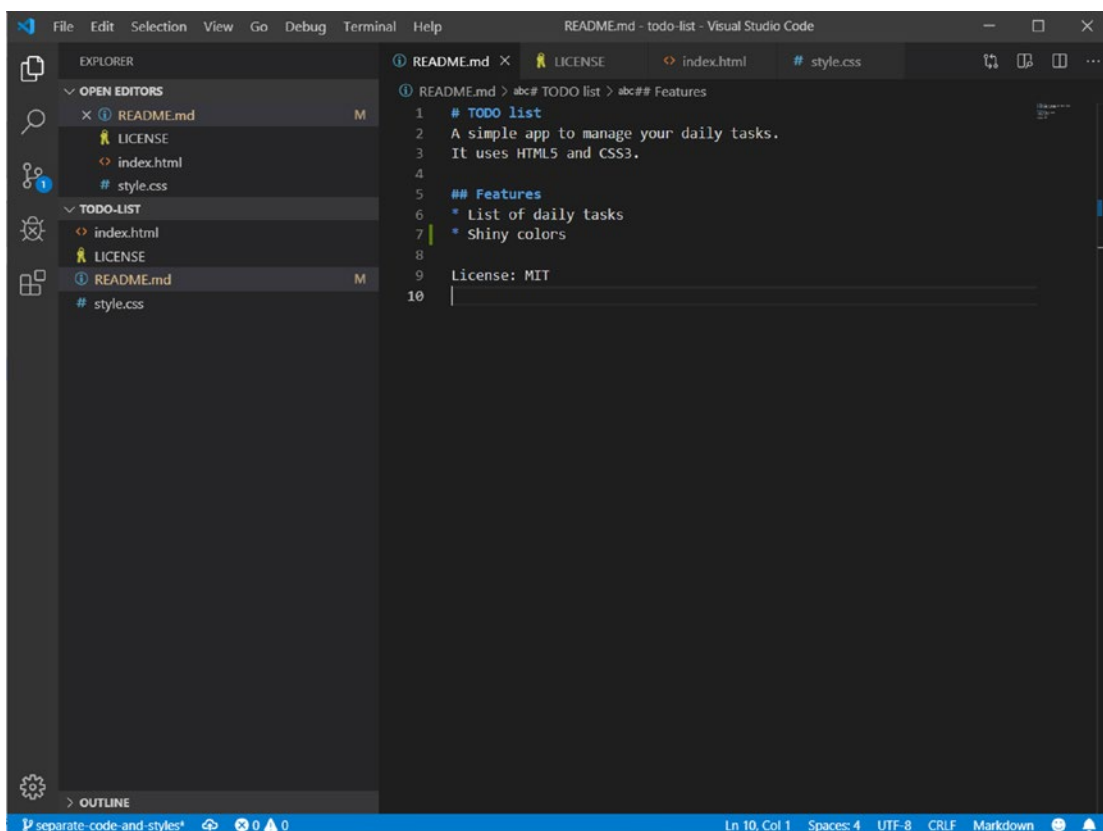 File Edit Selection View Go Debug Terminal Help README.md - todo-list - Visual Studio Code
EXPLORER
OPEN EDITORS
README.md M
LICENSE
index.html
# style.css
TODO-LIST
index.html
LICENSE
README.md M
# style.css
OUTLINE
README.md LICENSE index.html # style.css
README.md > abc# TODO list > abc## Features
1 # TODO list
2 A simple app to manage your daily tasks.
3 It uses HTML5 and CSS3.
4
5 ## Features
6 * List of daily tasks
7 * Shiny colors
8
9 License: MIT
10
1
separate-code-and-styles* 0 0 Ln 10, Col 1 Spaces: 4 UTF-8 CRLF Markdown